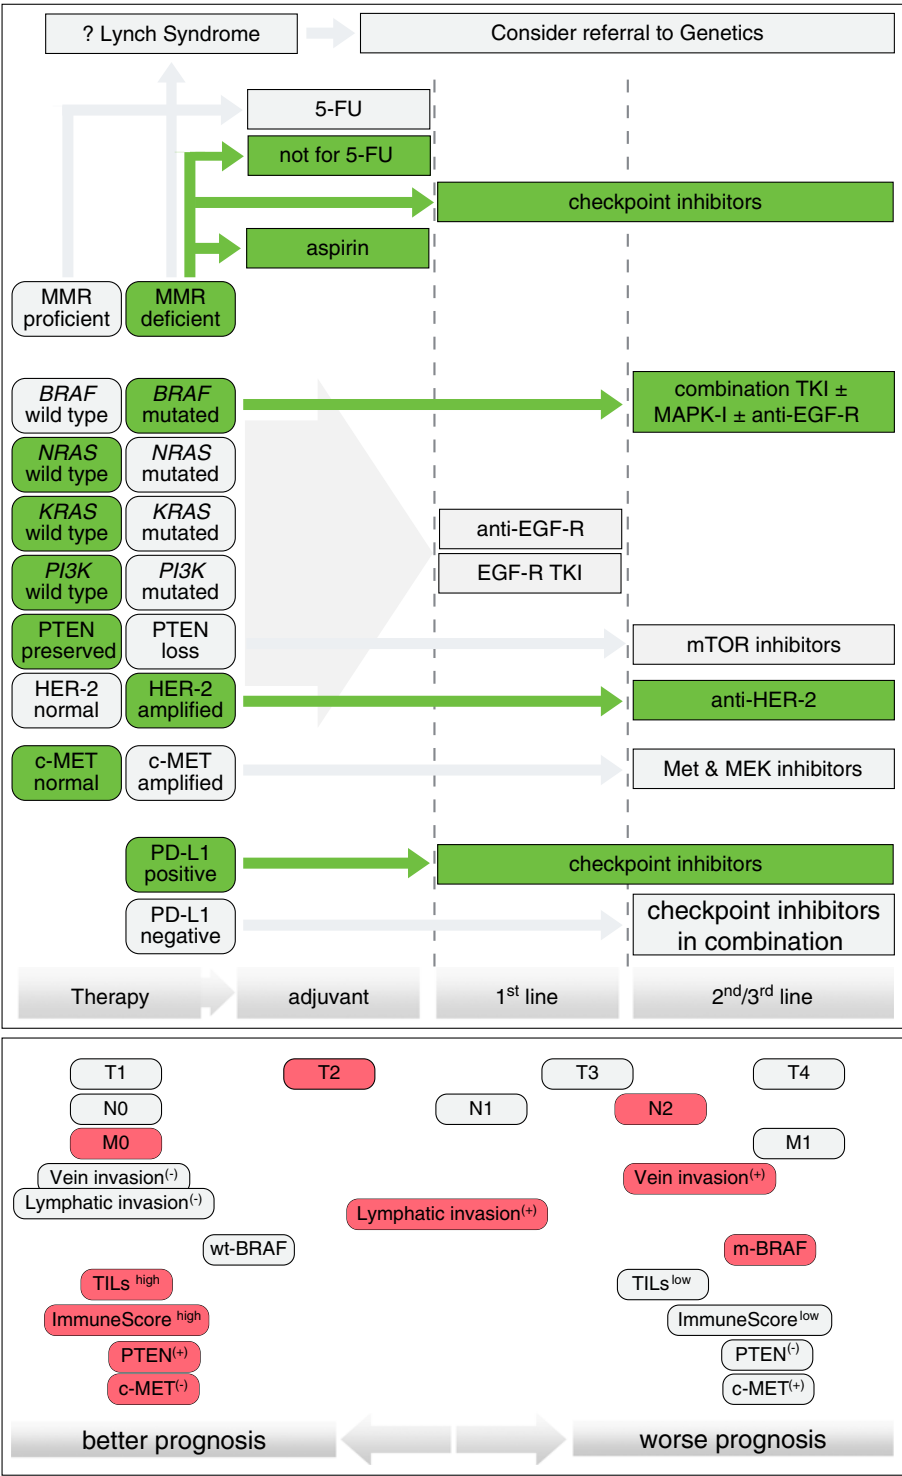 ? Lynch Syndrome
Consider referral to Genetics
5-FU
not for 5-FU
checkpoint inhibitors
aspirin
MMR
proficient
MMR
deficient
BRAF
wild type
BRAF
mutated
combination TKI ±
MAPK-I ± anti-EGF-R
NRAS
wild type
NRAS
mutated
KRAS
wild type
KRAS
mutated
anti-EGF-R
EGF-R TKI
PI3K
wild type
PI3K
mutated
PTEN
preserved
PTEN
loss
mTOR inhibitors
HER-2
normal
HER-2
amplified
anti-HER-2
c-MET
normal
c-MET
amplified
Met & MEK inhibitors
PD-L1
positive
checkpoint inhibitors
PD-L1
negative
checkpoint inhibitors
in combination
Therapy
adjuvant
1st line
2nd/3rd line
T1
T2
T3
T4
N0
N1
N2
M0
M1
Vein invasion(-)
Vein invasion(+)
Lymphatic invasion(-)
Lymphatic invasion(+)
wt-BRAF
m-BRAF
TILs high
TILs low
ImmuneScore high
ImmuneScore low
PTEN(+)
PTEN(-)
c-MET(-)
c-MET(+)
better prognosis
worse prognosis